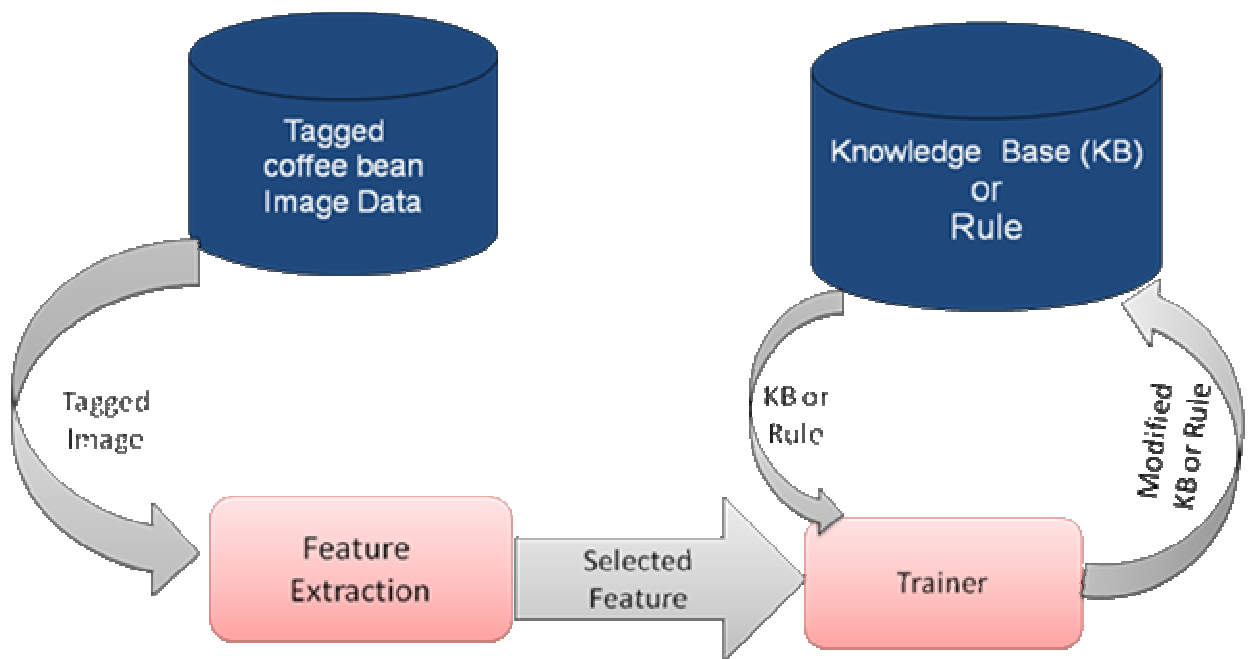 Tagged
coffee bean
Image Data
Knowledge Base (KB)
or
Rule
Tagged
Image
KB or
Rule
Modified
KB or Rule
Feature
Extraction
Selected
Feature
Trainer